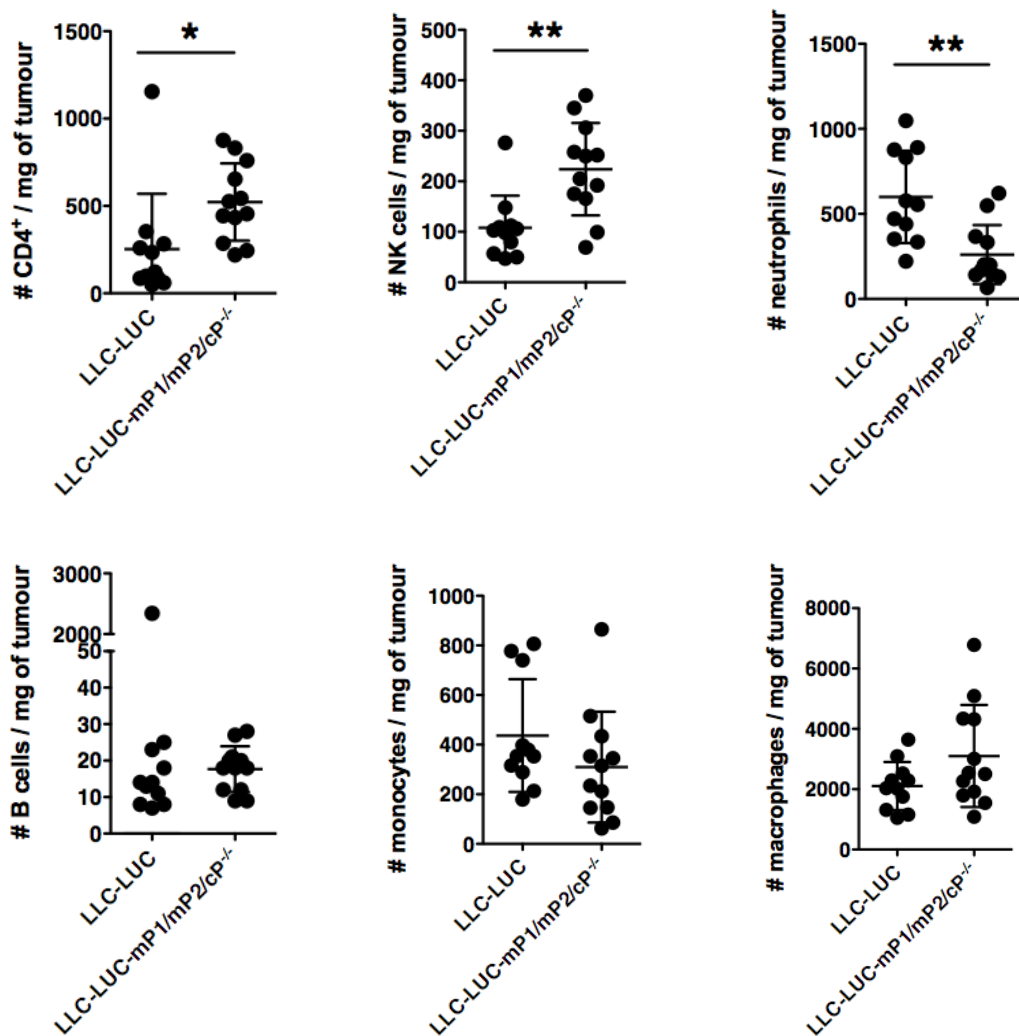 # CD4⁺ / mg of tumour
1500
1000
500
0
*
LLC-LUC
LLC-LUC-mP1/mP2/cP⁻/⁻
# NK cells / mg of tumour
500
400
300
200
100
0
**
LLC-LUC
LLC-LUC-mP1/mP2/cP⁻/⁻
# neutrophils / mg of tumour
1500
1000
500
0
**
LLC-LUC
LLC-LUC-mP1/mP2/cP⁻/⁻
# B cells / mg of tumour
3000
2000
50
40
30
20
10
0
LLC-LUC
LLC-LUC-mP1/mP2/cP⁻/⁻
# monocytes / mg of tumour
1000
800
600
400
200
0
LLC-LUC
LLC-LUC-mP1/mP2/cP⁻/⁻
# macrophages / mg of tumour
8000
6000
4000
2000
0
LLC-LUC
LLC-LUC-mP1/mP2/cP⁻/⁻